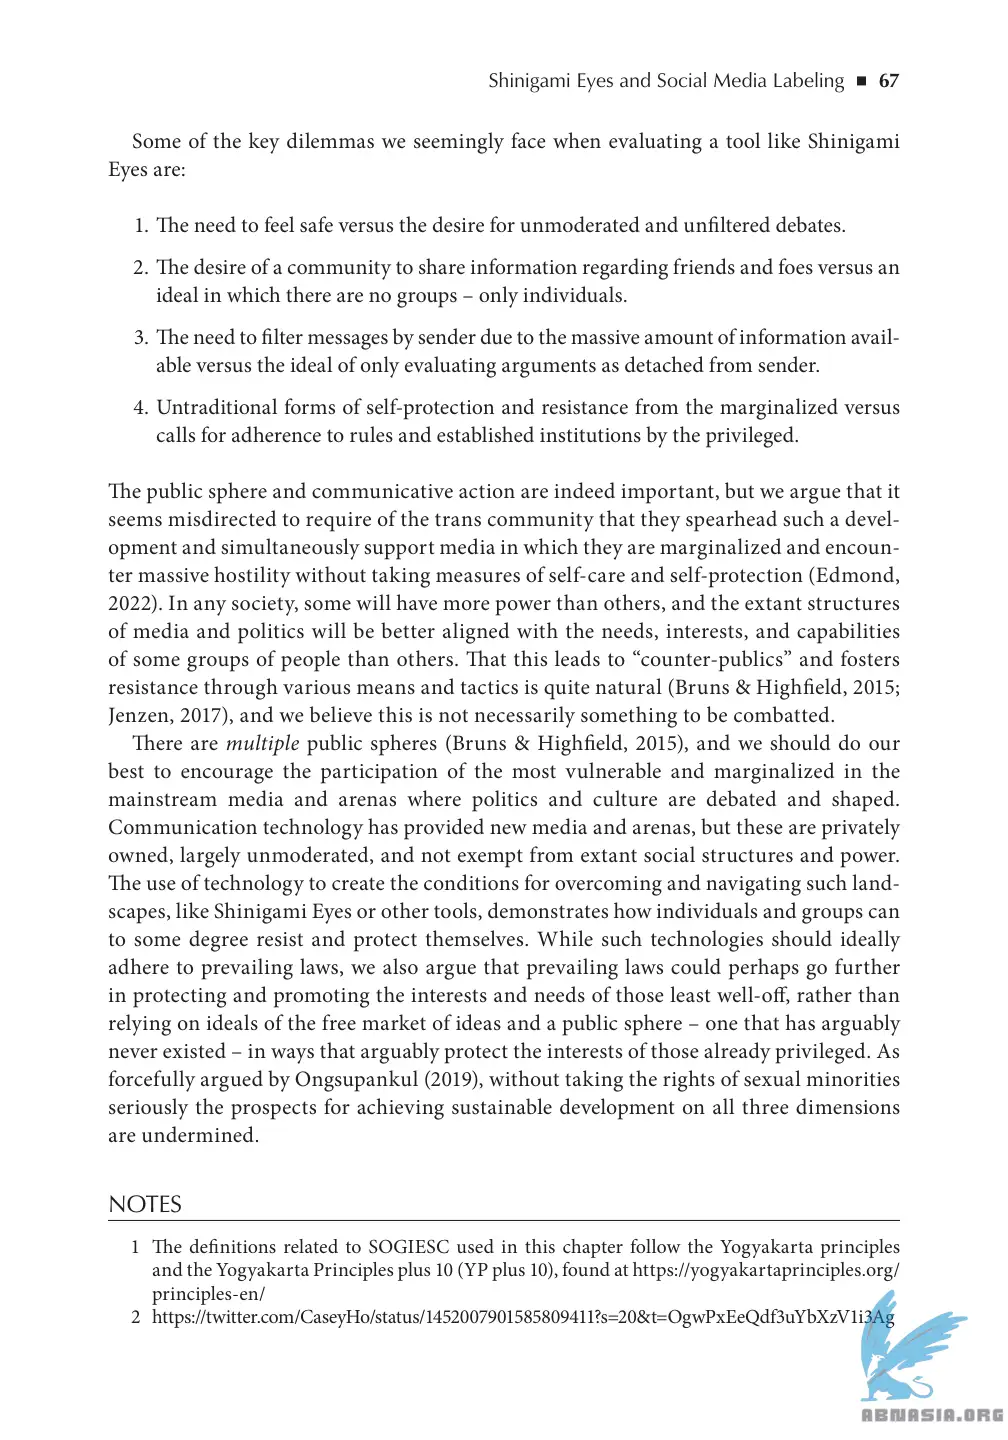 Shinigami Eyes and Social Media Labeling ■ 67
Some of the key dilemmas we seemingly face when evaluating a tool like Shinigami
Eyes are:
1. The need to feel safe versus the desire for unmoderated and unfiltered debates.
2. The desire of a community to share information regarding friends and foes versus an
ideal in which there are no groups – only individuals.
3. The need to filter messages by sender due to the massive amount of information avail-
able versus the ideal of only evaluating arguments as detached from sender.
4. Untraditional forms of self-protection and resistance from the marginalized versus
calls for adherence to rules and established institutions by the privileged.
The public sphere and communicative action are indeed important, but we argue that it
seems misdirected to require of the trans community that they spearhead such a devel-
opment and simultaneously support media in which they are marginalized and encoun-
ter massive hostility without taking measures of self-care and self-protection (Edmond,
2022). In any society, some will have more power than others, and the extant structures
of media and politics will be better aligned with the needs, interests, and capabilities
of some groups of people than others. That this leads to “counter-publics” and fosters
resistance through various means and tactics is quite natural (Bruns & Highfield, 2015;
Jenzen, 2017), and we believe this is not necessarily something to be combatted.
There are multiple public spheres (Bruns & Highfield, 2015), and we should do our
best to encourage the participation of the most vulnerable and marginalized in the
mainstream media and arenas where politics and culture are debated and shaped.
Communication technology has provided new media and arenas, but these are privately
owned, largely unmoderated, and not exempt from extant social structures and power.
The use of technology to create the conditions for overcoming and navigating such land-
scapes, like Shinigami Eyes or other tools, demonstrates how individuals and groups can
to some degree resist and protect themselves. While such technologies should ideally
adhere to prevailing laws, we also argue that prevailing laws could perhaps go further
in protecting and promoting the interests and needs of those least well-off, rather than
relying on ideals of the free market of ideas and a public sphere – one that has arguably
never existed – in ways that arguably protect the interests of those already privileged. As
forcefully argued by Ongsupankul (2019), without taking the rights of sexual minorities
seriously the prospects for achieving sustainable development on all three dimensions
are undermined.
NOTES
1 The definitions related to SOGIESC used in this chapter follow the Yogyakarta principles
and the Yogyakarta Principles plus 10 (YP plus 10), found at https://yogyakartaprinciples.org/
principles-en/
2 https://twitter.com/CaseyHo/status/1452007901585809411?s=20&t=OgwPxEeQdf3uYbXzV1i3Ag
ABNASIA.ORG